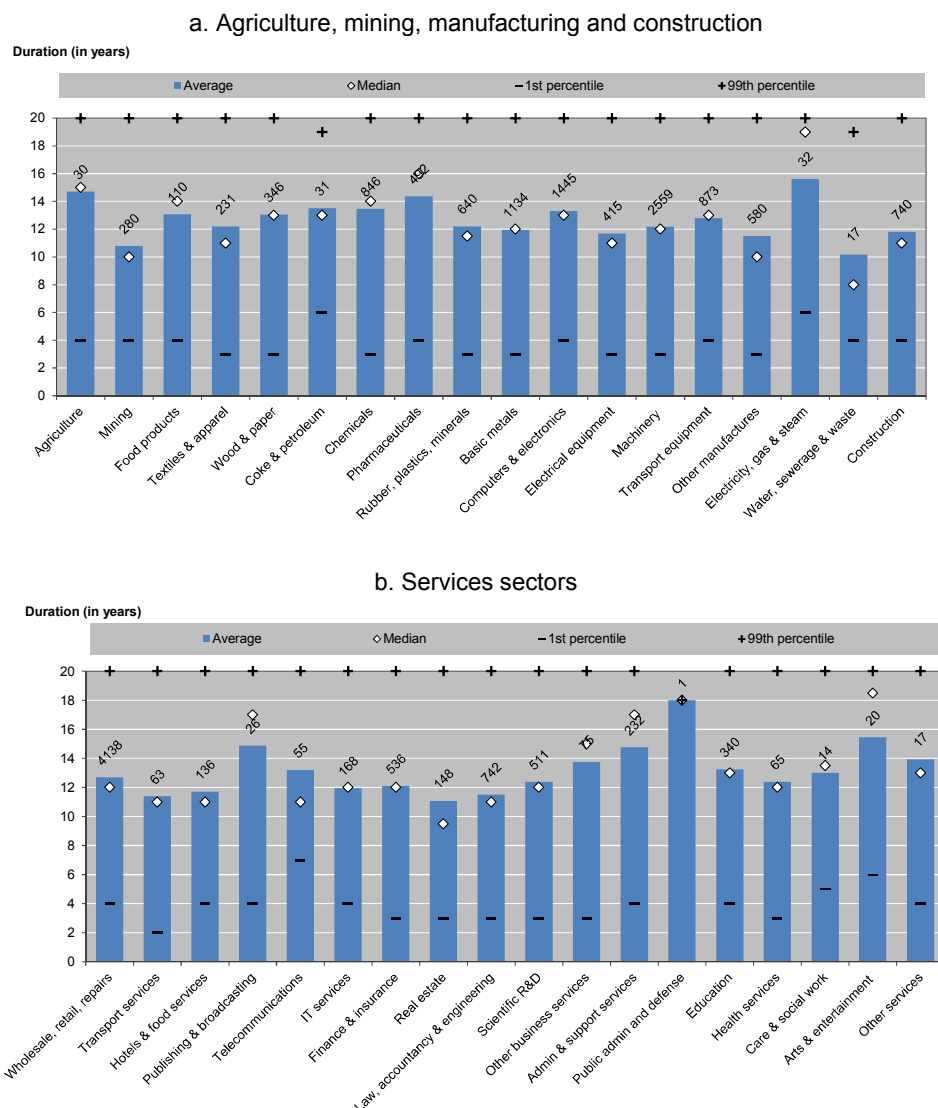 a. Agriculture, mining, manufacturing and construction
Duration (in years)
Average Median 1st percentile 99th percentile
20
18
16
14
12
10
8
6
4
2
0
30 280 110 231 346 31 846 492 640 1134 1445 415 2559 873 580 32 17 740
Agriculture
Mining
Food products
Textiles & apparel
Wood & paper
Coke & petroleum
Chemicals
Pharmaceuticals
Rubber, plastics, minerals
Basic metals
Computers & electronics
Electrical equipment
Machinery
Transport equipment
Other manufactures
Electricity, gas & steam
Water, sewerage & waste
Construction
b. Services sectors
Duration (in years)
Average Median 1st percentile 99th percentile
20
18
16
14
12
10
8
6
4
2
0
4138 63 136 26 55 168 536 148 742 511 75 232 1 340 65 14 20 17
Wholesale, retail, repairs
Transport services
Hotels & food services
Publishing & broadcasting
Telecommunications
IT services
Finance & insurance
Real estate
Law, accountancy & engineering
Scientific R&D
Other business services
Admin & support services
Public admin and defense
Education
Health services
Care & social work
Arts & entertainment
Other services